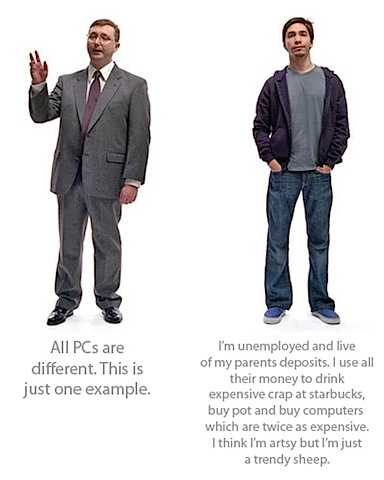 All PCs are
different. This is
just one example.
I'm unemployed and live
of my parents deposits. I use all
their money to drink
expensive crap at starbucks,
buy pot and buy computers
which are twice as expensive.
I think I'm artsy but I'm just
a trendy sheep.